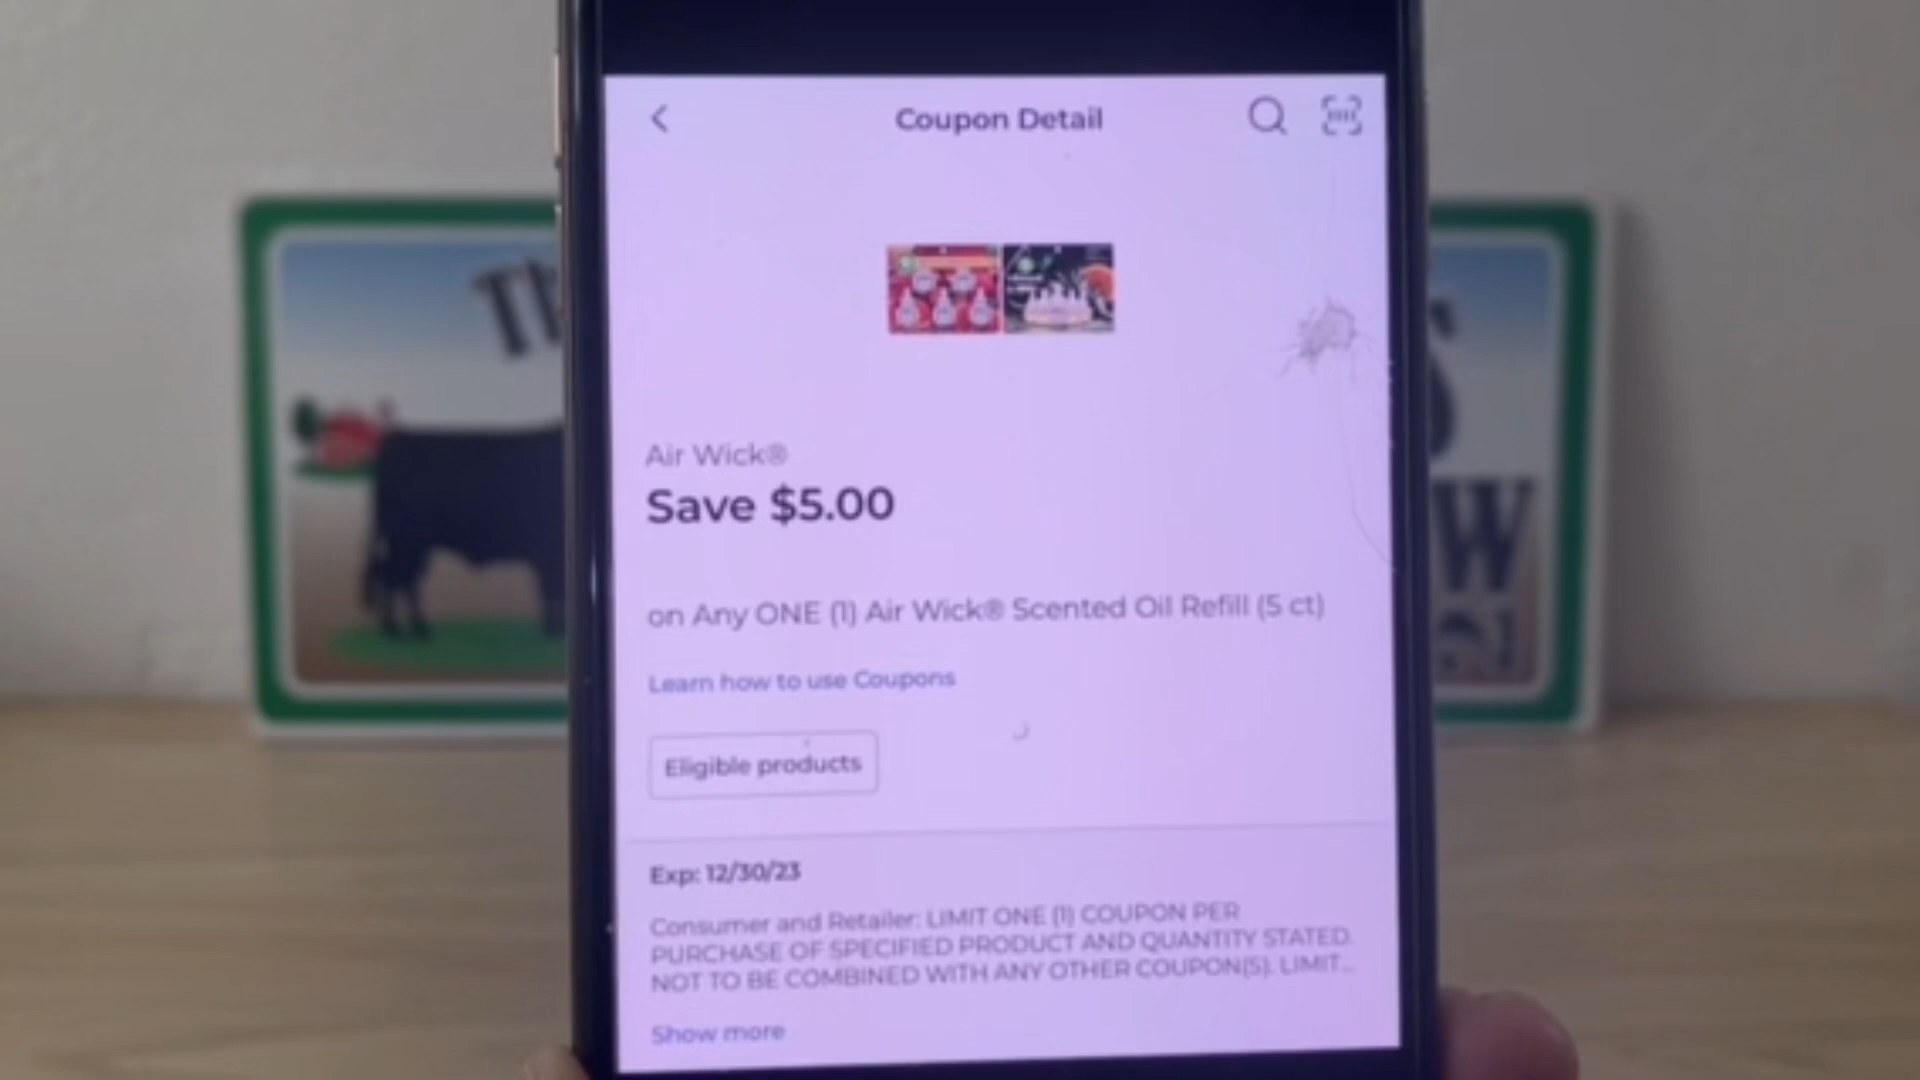 Coupon Detail
Air Wick®
Save $5.00
on Any ONE (1) Air Wick® Scented Oil Refill (5 ct)
Learn how to use Coupons
Eligible products
Exp: 12/30/23
Consumer and Retailer: LIMIT ONE (1) COUPON PER
PURCHASE OF SPECIFIED PRODUCT AND QUANTITY STATED.
NOT TO BE COMBINED WITH ANY OTHER COUPON(S). LIMIT...
Show more